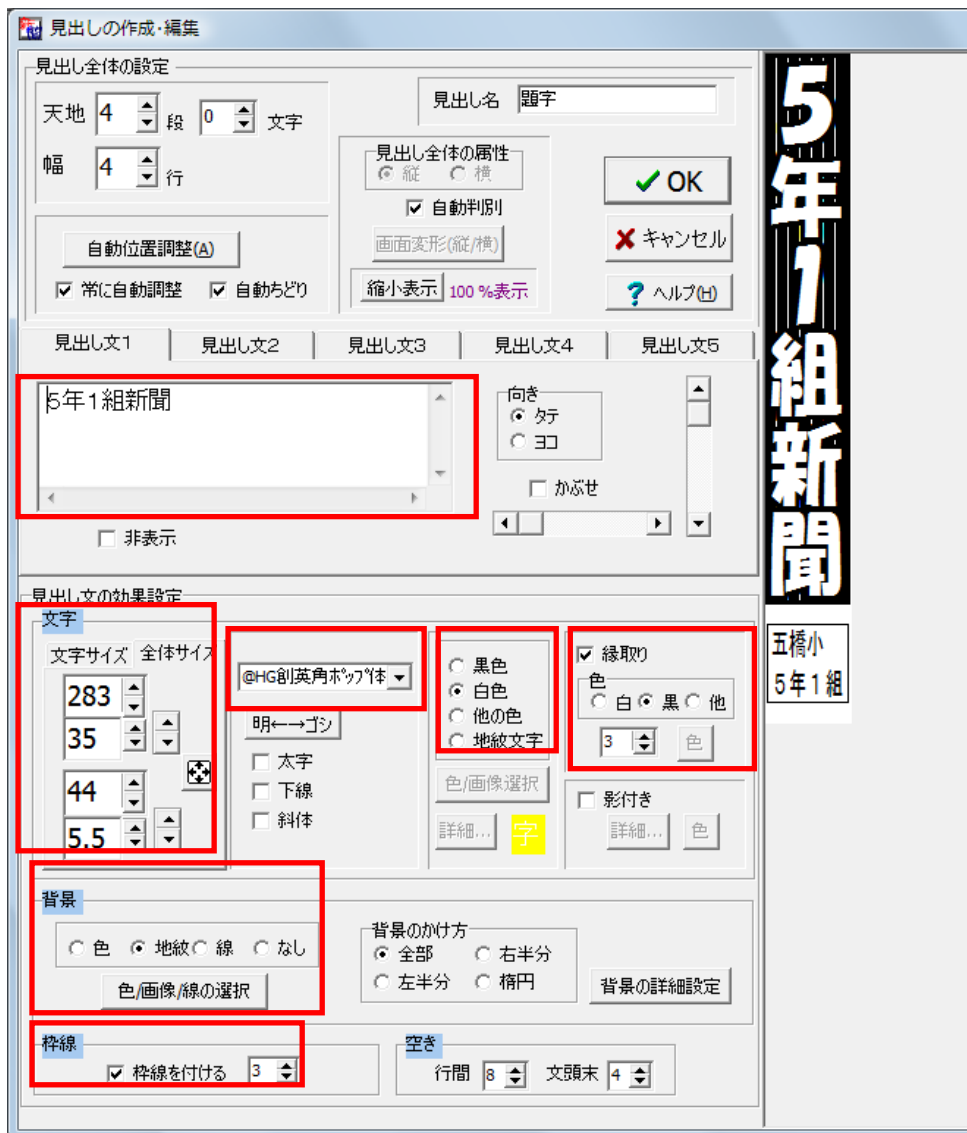 見出しの作成・編集
見出し全体の設定
天地 4 段 0 文字
幅 4 行
見出し名 題字
見出し全体の属性
縦 横
自動判別
画面変形(縦/横)
縮小表示 100 %表示
OK
キャンセル
ヘルプ(H)
自動位置調整(A)
常に自動調整 自動ちどり
見出し文1 見出し文2 見出し文3 見出し文4 見出し文5
5年1組新聞
向き
タテ
ヨコ
かぶせ
非表示
見出し文の効果設定
文字
文字サイズ 全体サイズ
283
35
44
5.5
@HG創英角ポップ体
明←→ゴシ
太字
下線
斜体
黒色
白色
他の色
地紋文字
色/画像選択
詳細... 字
縁取り
色
白 黒 他
3 色
影付き
詳細... 色
背景
色 地紋 線 なし
色/画像/線の選択
背景のかけ方
全部 右半分
左半分 楕円
背景の詳細設定
枠線
枠線を付ける 3
空き
行間 8 文頭末 4
5年1組新聞
五橋小
5年1組